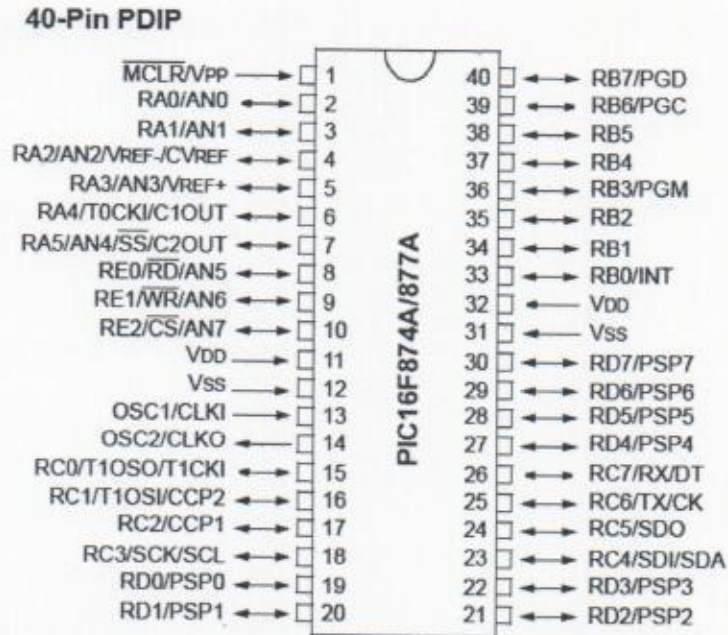 40-Pin PDIP
MCLR/VPP 1
RA0/AN0 2
RA1/AN1 3
RA2/AN2/VREF-/CVREF 4
RA3/AN3/VREF+ 5
RA4/T0CKI/C1OUT 6
RA5/AN4/SS/C2OUT 7
RE0/RD/AN5 8
RE1/WR/AN6 9
RE2/CS/AN7 10
VDD 11
VSS 12
OSC1/CLKI 13
OSC2/CLKO 14
RC0/T1OSO/T1CKI 15
RC1/T1OSI/CCP2 16
RC2/CCP1 17
RC3/SCK/SCL 18
RD0/PSP0 19
RD1/PSP1 20
PIC16F874A/877A
40 RB7/PGD
39 RB6/PGC
38 RB5
37 RB4
36 RB3/PGM
35 RB2
34 RB1
33 RB0/INT
32 VDD
31 VSS
30 RD7/PSP7
29 RD6/PSP6
28 RD5/PSP5
27 RD4/PSP4
26 RC7/RX/DT
25 RC6/TX/CK
24 RC5/SDO
23 RC4/SDI/SDA
22 RD3/PSP3
21 RD2/PSP2